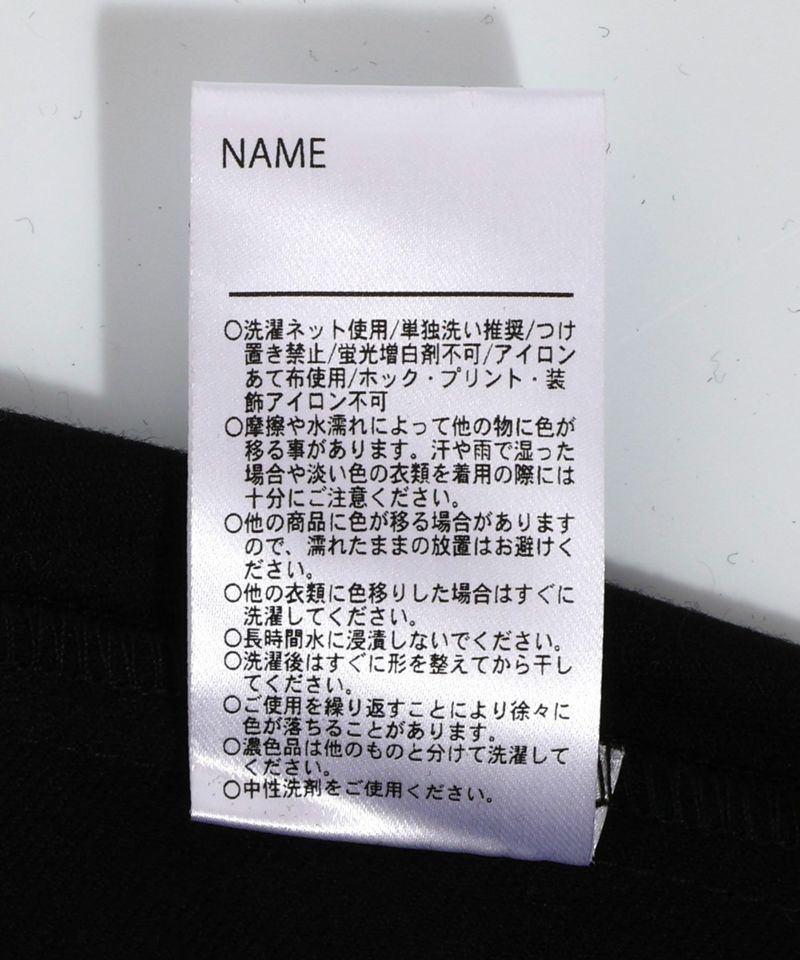 NAME
○洗濯ネット使用/単独洗い推奨/つけ
置き禁止/蛍光増白剤不可/アイロン
あて布使用/ホック・プリント・装
飾アイロン不可
○摩擦や水濡れによって他の物に色が
移る事があります。汗や雨で湿った
場合や淡い色の衣類を着用の際には
十分にご注意ください。
○他の商品に色が移る場合があります
ので、濡れたままの放置はお避けく
ださい。
○他の衣類に色移りした場合はすぐに
洗濯してください。
○長時間水に浸漬しないでください。
○洗濯後はすぐに形を整えてから干し
てください。
○ご使用を繰り返すことにより徐々に
色が落ちることがあります。
○濃色品は他のものと分けて洗濯して
ください。
○中性洗剤をご使用ください。